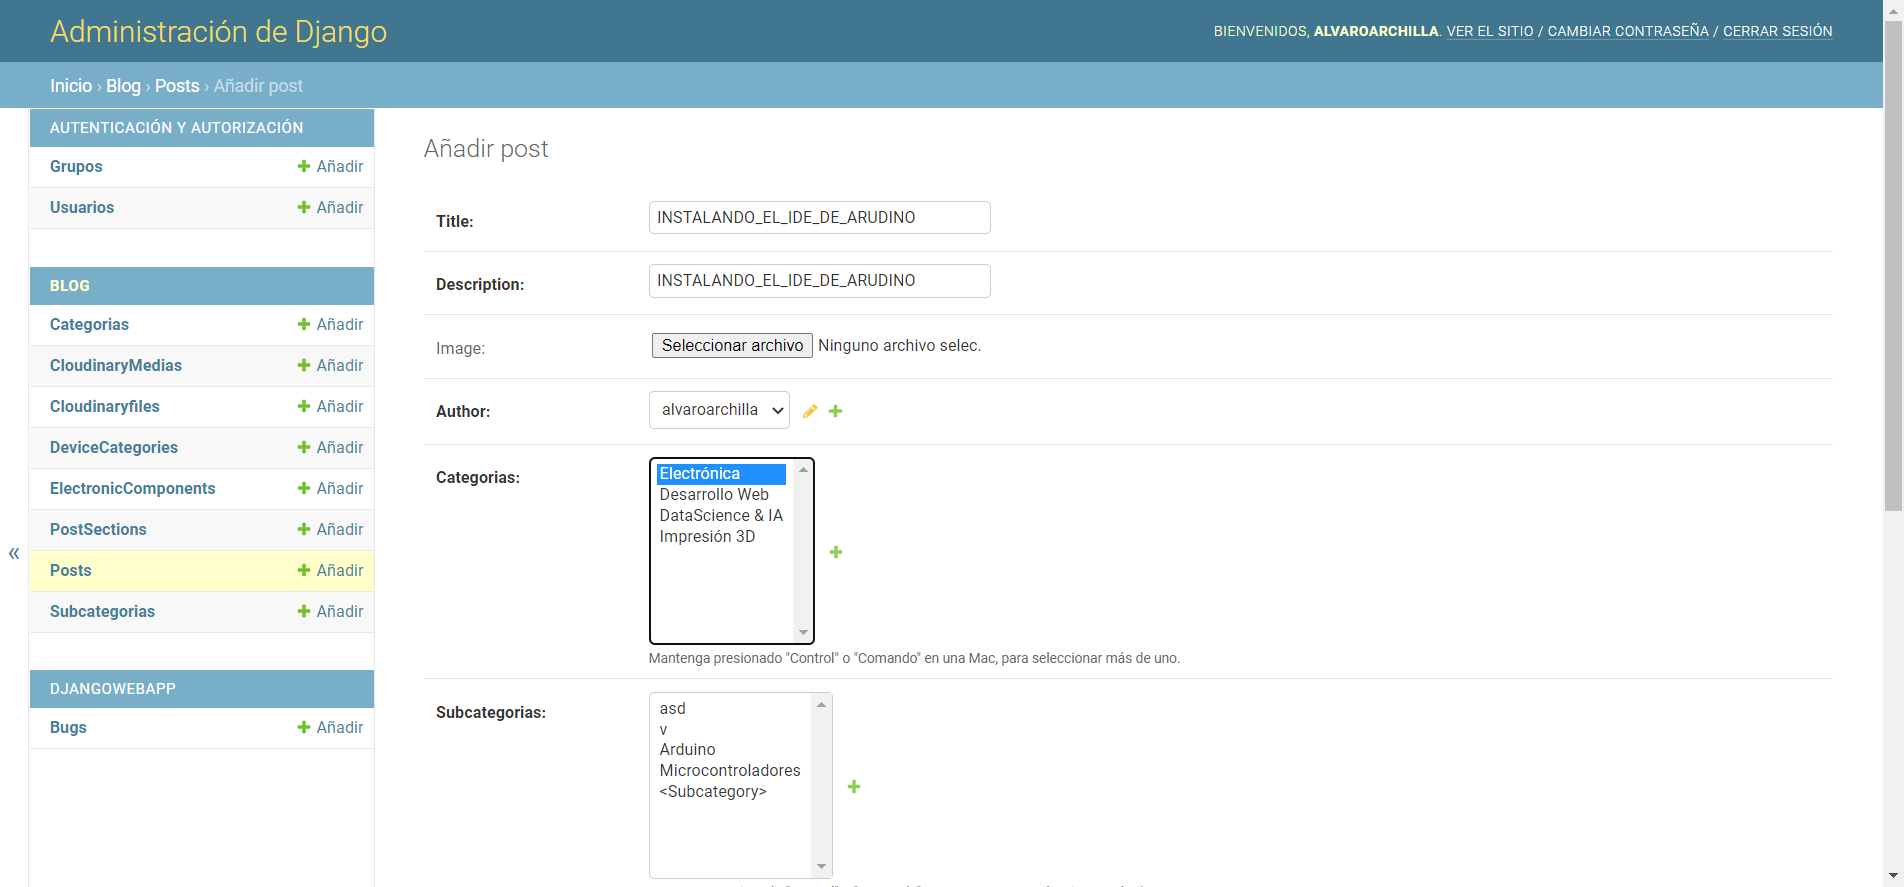 Administración de Django
BIENVENIDOS, ALVAROARCHILLA. VER EL SITIO / CAMBIAR CONTRASEÑA / CERRAR SESIÓN
Inicio › Blog › Posts › Añadir post
AUTENTICACIÓN Y AUTORIZACIÓN
Grupos Añadir
Usuarios Añadir
BLOG
Categorias Añadir
CloudinaryMedias Añadir
Cloudinaryfiles Añadir
DeviceCategories Añadir
ElectronicComponents Añadir
PostSections Añadir
Posts Añadir
Subcategorias Añadir
DJANGOWEBAPP
Bugs Añadir
«
Añadir post
Title: INSTALANDO_EL_IDE_DE_ARUDINO
Description: INSTALANDO_EL_IDE_DE_ARUDINO
Image: Seleccionar archivo Ninguno archivo selec.
Author: alvaroarchilla
Categorias:
Electrónica
Desarrollo Web
DataScience & IA
Impresión 3D
Mantenga presionado "Control" o "Comando" en una Mac, para seleccionar más de uno.
Subcategorias:
asd
v
Arduino
Microcontroladores
<Subcategory>